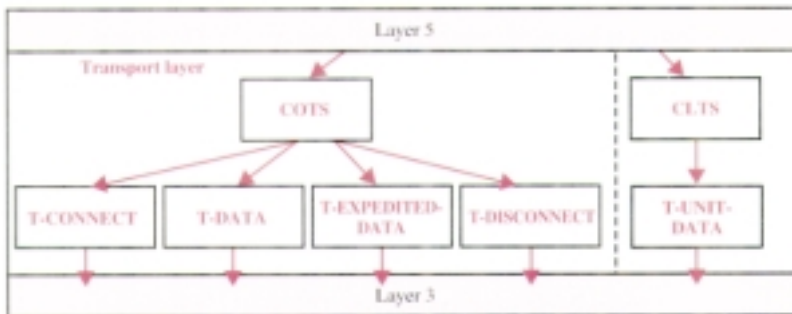 Layer 5
Transport layer
COTS
CLTS
T-CONNECT
T-DATA
T-EXPEDITED-
DATA
T-DISCONNECT
T-UNIT-
DATA
Layer 3